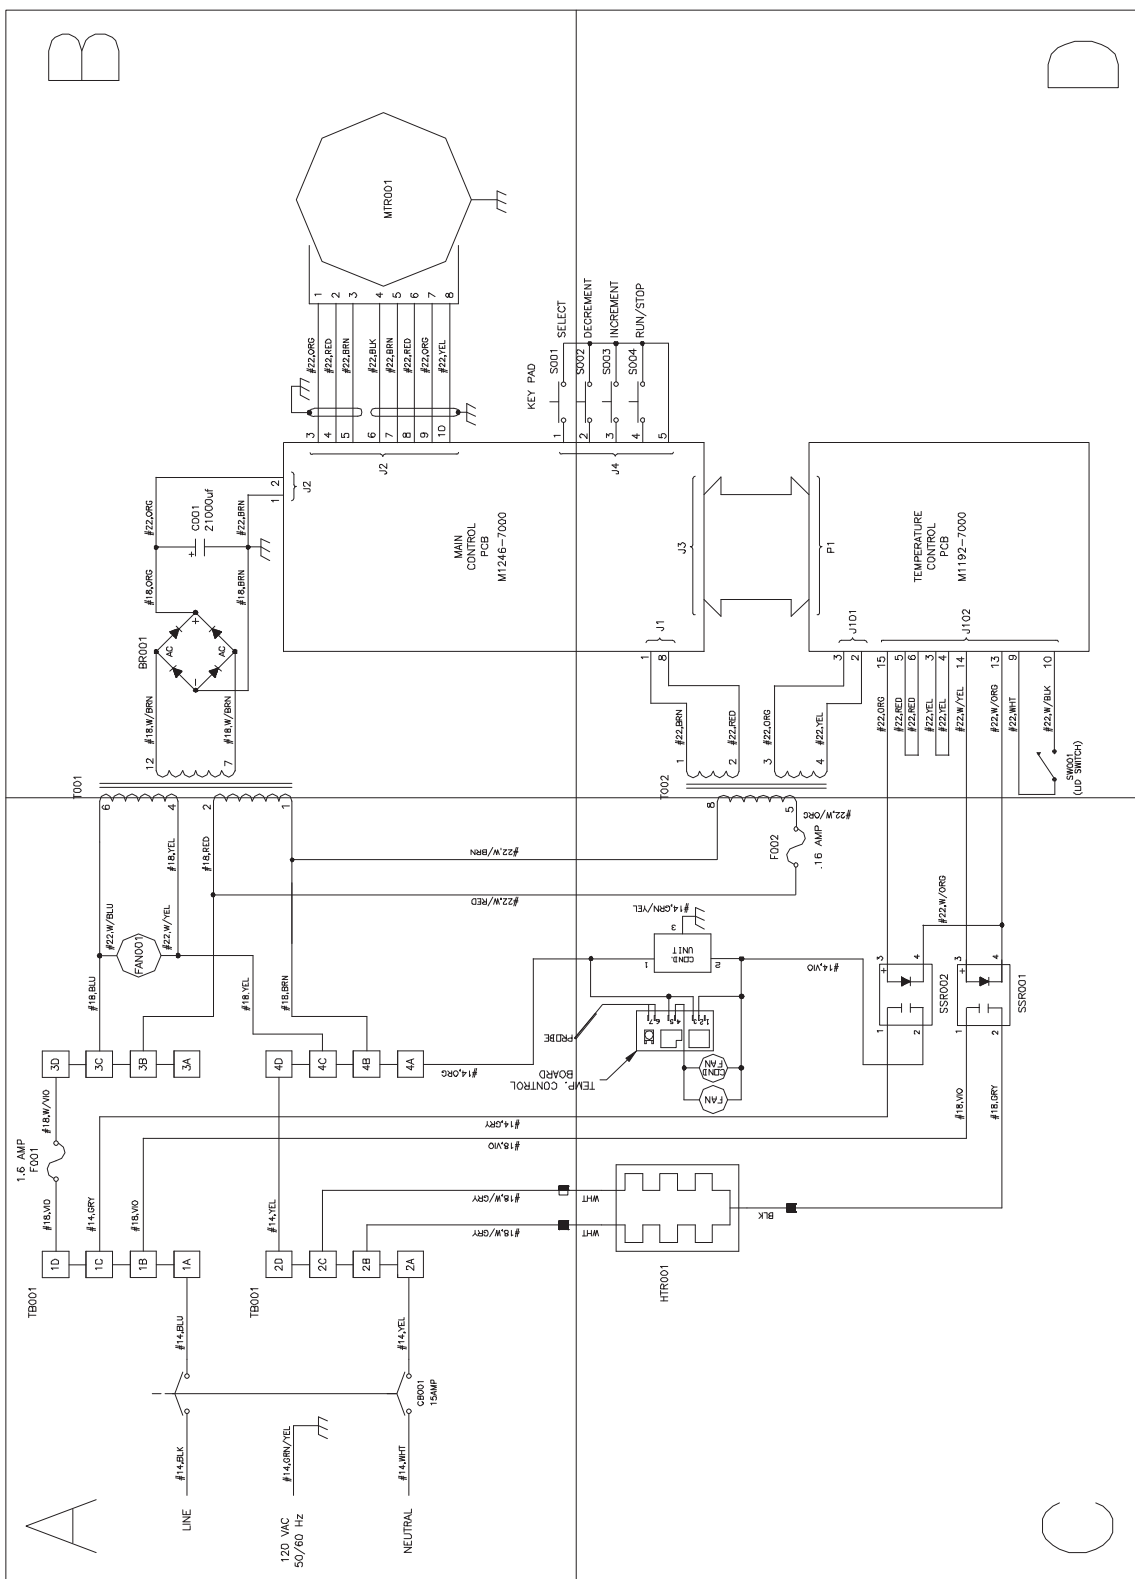 B
D
MTR001
1
2
3
4
5
6
7
8
#22,ORG
#22,RED
#22,BRN
#22,BLK
#22,BRN
#22,RED
#22,ORG
#22,YEL
3
4
5
6
7
8
9
10
J2
KEY PAD
S001
SELECT
S002
DECREMENT
S003
INCREMENT
S004
RUN/STOP
1
2
3
4
5
J4
#22,ORG
C001
21000uf
±
#22,BRN
2
1
J2
#18,ORG
#18,BRN
BR001
AC
AC
+
−
#18,W/BRN
#18,W/BRN
12
7
T001
MAIN
CONTROL
PCB
M1246-7000
J3
P1
TEMPERATURE
CONTROL
PCB
M1192-7000
J1
1
8
J101
3
2
J102
15
5
6
3
4
14
13
9
10
#22,BRN
#22,RED
#22,ORG
#22,YEL
#22,ORG
#22,RED
#22,RED
#22,YEL
#22,YEL
#22,W/YEL
#22,W/ORG
#22,WHT
#22,W/BLK
SW001
(LID SWITCH)
1
2
3
4
T002
8
5
#22,W/ORG
F002
.16 AMP
6
4
2
1
#18,YEL
#18,RED
#22,W/BRN
#22,W/RED
#22,W/BLU
FAN001
#22,W/YEL
#18,BLU
#18,YEL
#18,BRN
3D
3C
3B
3A
4D
4C
4B
4A
#14,ORG
#14,GRN/YEL
3
COND.
UNIT
1
2
#14,VIO
PROBE
TEMP. CONTROL
BOARD
7
6
5
4
3
2
1
COND
FAN
FAN
#22,W/ORG
3
+
4
1
2
SSR002
3
+
4
1
2
SSR001
#18,VIO
#18,GRY
#18,W/VIO
1.6 AMP
F001
#18,VIO
#14,GRY
#18,VIO
#14,GRY
#18,VIO
#14,YEL
#18,W/GRY
#18,W/GRY
WHT
WHT
BLK
HTR001
1D
1C
1B
1A
TB001
2D
2C
2B
2A
TB001
#14,BLU
#14,YEL
CB001
15AMP
#14,BLK
#14,GRN/YEL
#14,WHT
LINE
120 VAC
50/60 Hz
NEUTRAL
A
C